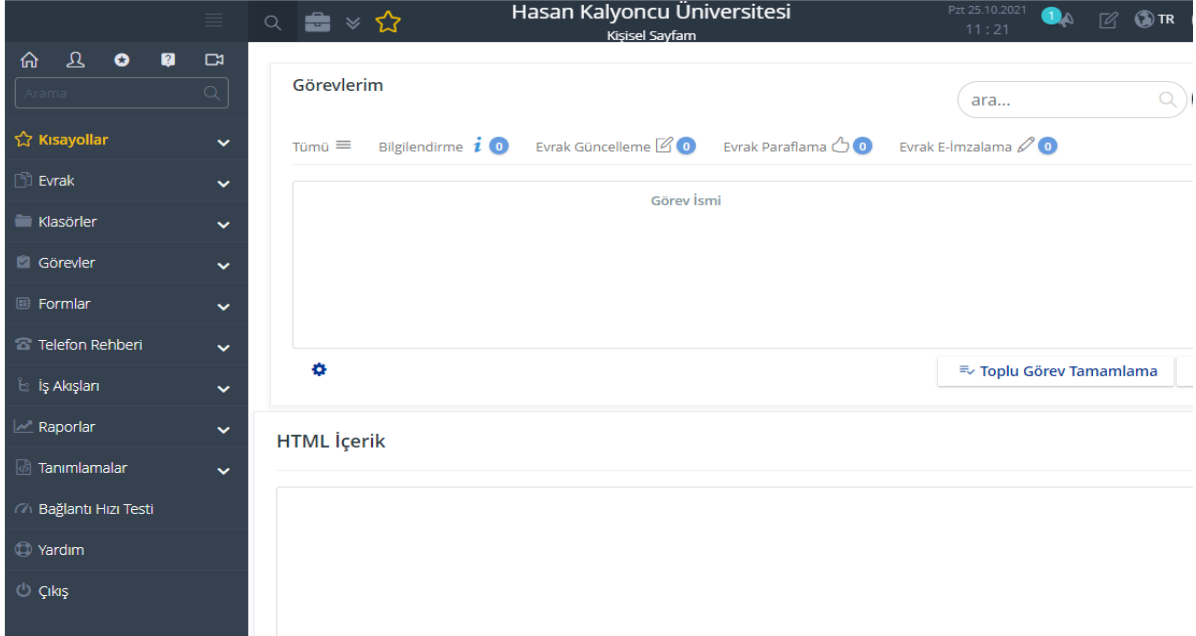 Hasan Kalyoncu Üniversitesi
Kişisel Sayfam
Pzt 25.10.2021
11 : 21
1
TR
Arama
Kısayollar
Evrak
Klasörler
Görevler
Formlar
Telefon Rehberi
İş Akışları
Raporlar
Tanımlamalar
Bağlantı Hızı Testi
Yardım
Çıkış
Görevlerim
ara...
Tümü Bilgilendirme i 0 Evrak Güncelleme 0 Evrak Paraflama 0 Evrak E-İmzalama 0
Görev İsmi
Toplu Görev Tamamlama
HTML İçerik